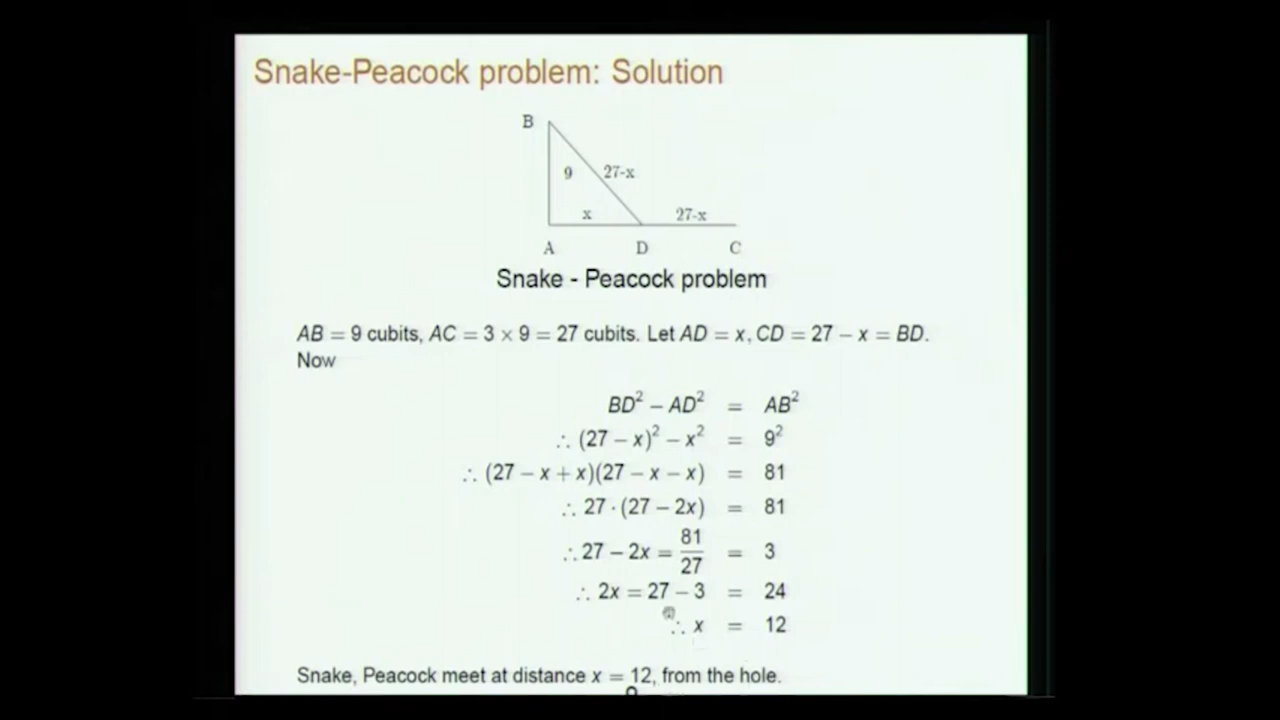 Snake-Peacock problem: Solution
B
9 27-x
x 27-x
A D C
Snake - Peacock problem
AB = 9 cubits, AC = 3 × 9 = 27 cubits. Let AD = x, CD = 27 − x = BD.
Now
BD² − AD² = AB²
∴ (27 − x)² − x² = 9²
∴ (27 − x + x)(27 − x − x) = 81
∴ 27 · (27 − 2x) = 81
∴ 27 − 2x = 81/27 = 3
∴ 2x = 27 − 3 = 24
∴ x = 12
Snake, Peacock meet at distance x = 12, from the hole.